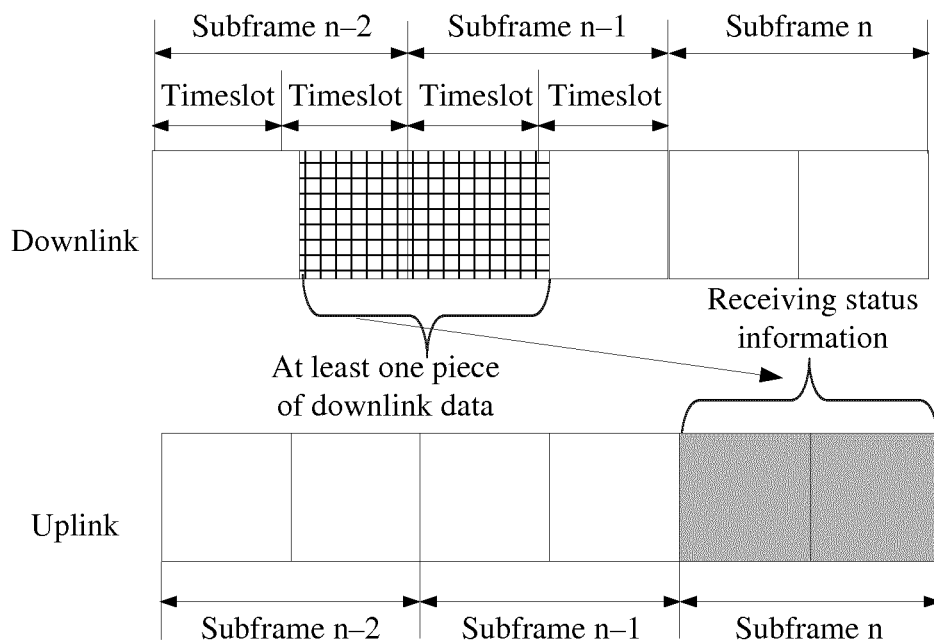 Subframe n–2
Subframe n–1
Subframe n
Timeslot
Timeslot
Timeslot
Timeslot
Downlink
Receiving status
information
At least one piece
of downlink data
Uplink
Subframe n–2
Subframe n–1
Subframe n